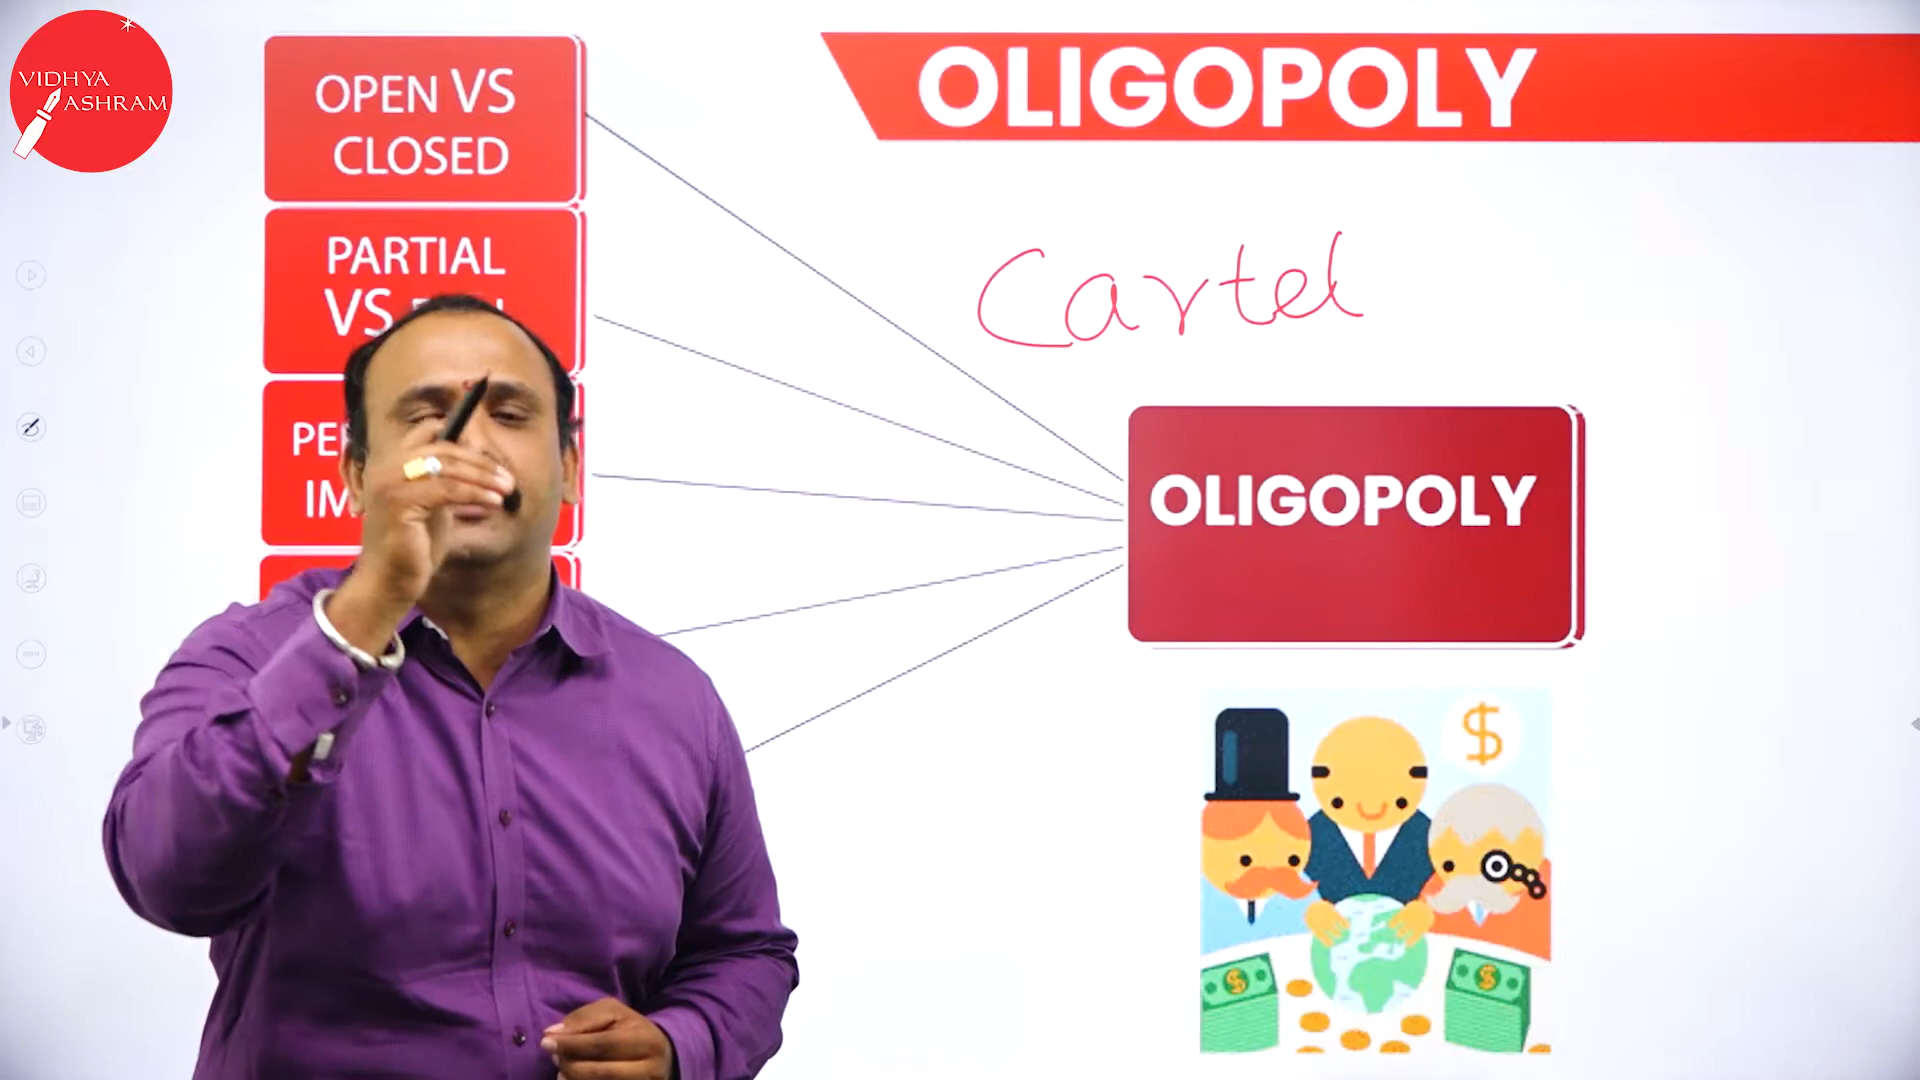 VIDHYA
ASHRAM
OPEN VS
CLOSED
PARTIAL
VS
OLIGOPOLY
Cartel
OLIGOPOLY
$
$
$